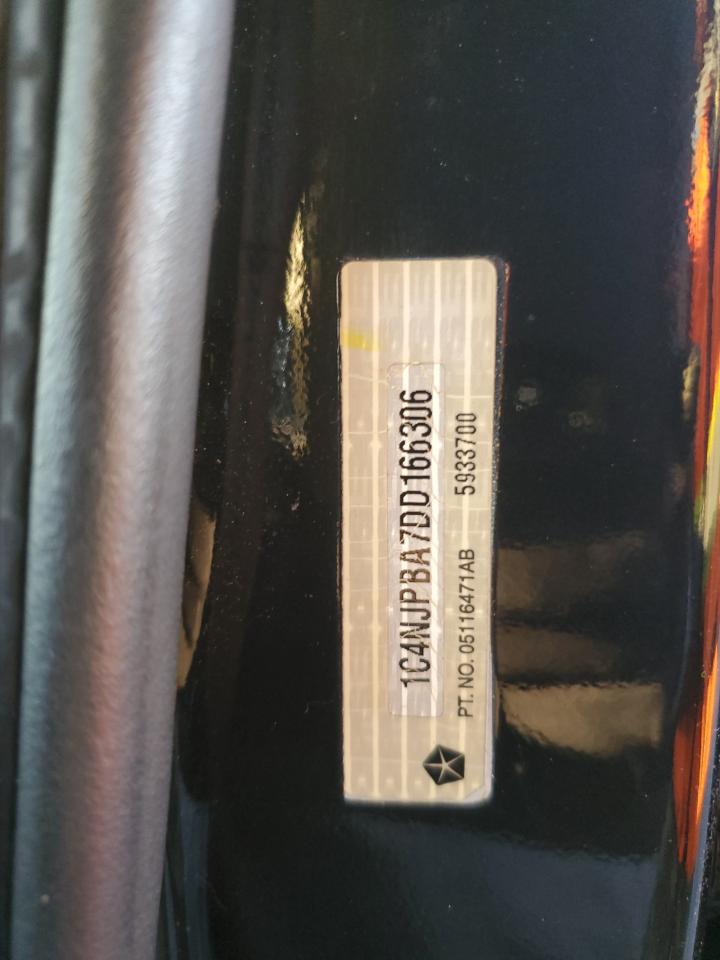 1C4NJPBA7DD166306
PT. NO. 05116471AB 5933700